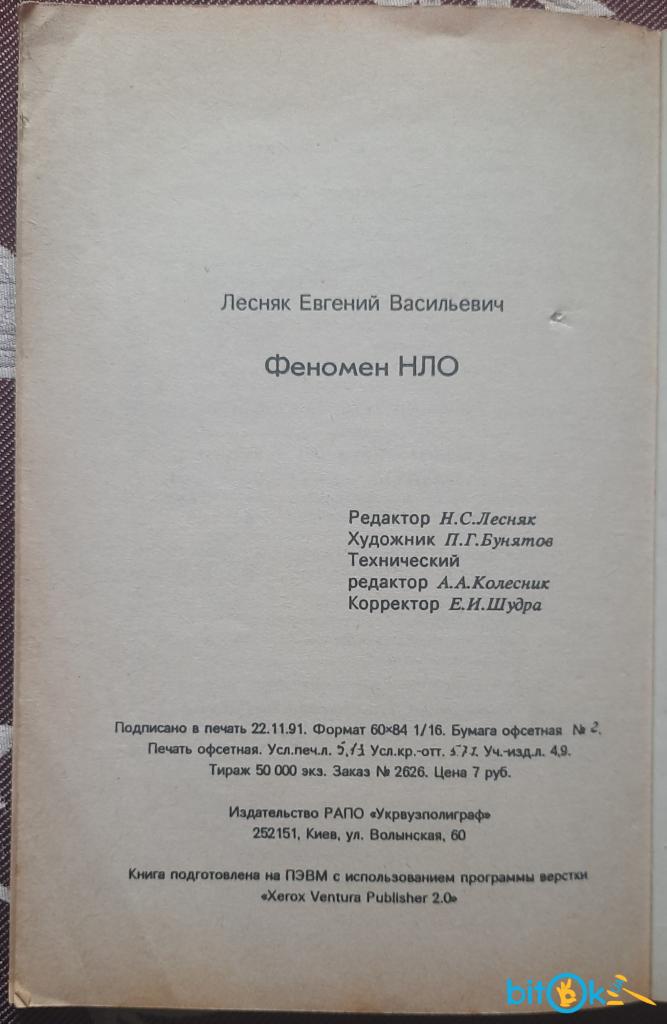 Лесняк Евгений Васильевич
Феномен НЛО
Редактор Н.С.Лесняк
Художник П.Г.Бунятов
Технический
редактор А.А.Колесник
Корректор Е.И.Шудра
Подписано в печать 22.11.91. Формат 60×84 1/16. Бумага офсетная № 2.
Печать офсетная. Усл.печ.л. Усл.кр.-отт. Уч.-изд.л. 4,9.
Тираж 50 000 экз. Заказ № 2626. Цена 7 руб.
Издательство РАПО «Укрвузполиграф»
252151, Киев, ул. Волынская, 60
Книга подготовлена на ПЭВМ с использованием программы верстки
«Xerox Ventura Publisher 2.0»
bitOk